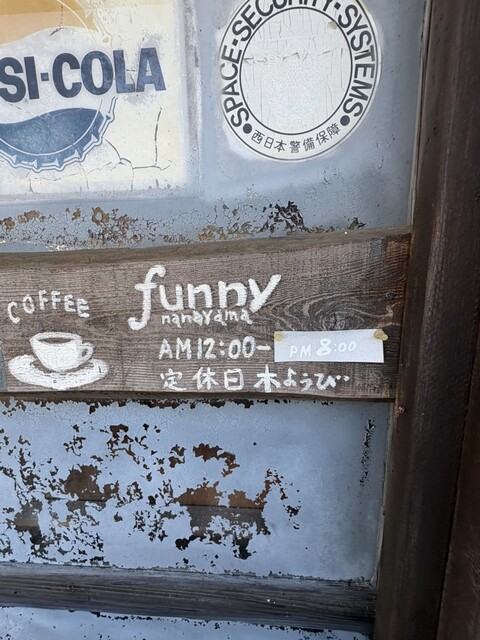 SI-COLA
•SPACE•SECURITY•SYSTEMS•
西日本警備保障
COFFEE
funny
nanayama
AM12:00-PM 8:00
定休日 木ようび